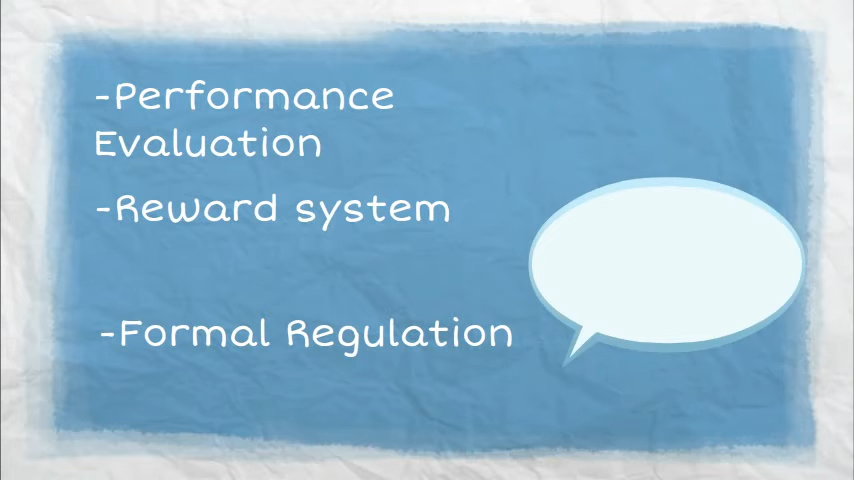 -Performance
Evaluation
-Reward system
-Formal Regulation